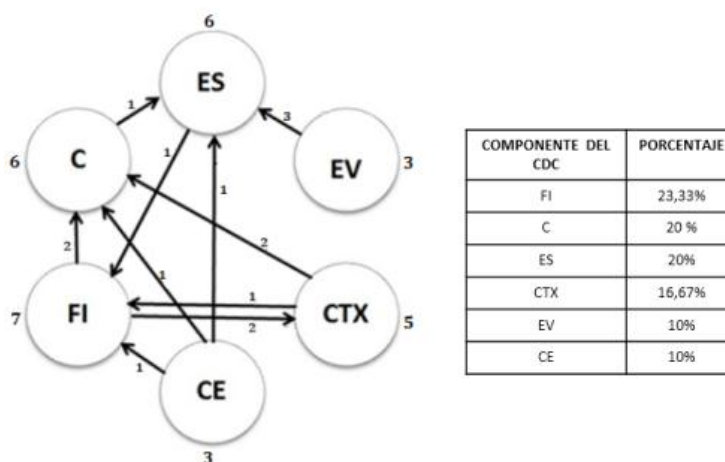 6
ES
1
3
C
6
EV
3
1
1
2
2
1
FI
7
1
2
CTX
5
1
CE
3
COMPONENTE DEL CDC PORCENTAJE
FI 23,33%
C 20 %
ES 20%
CTX 16,67%
EV 10%
CE 10%